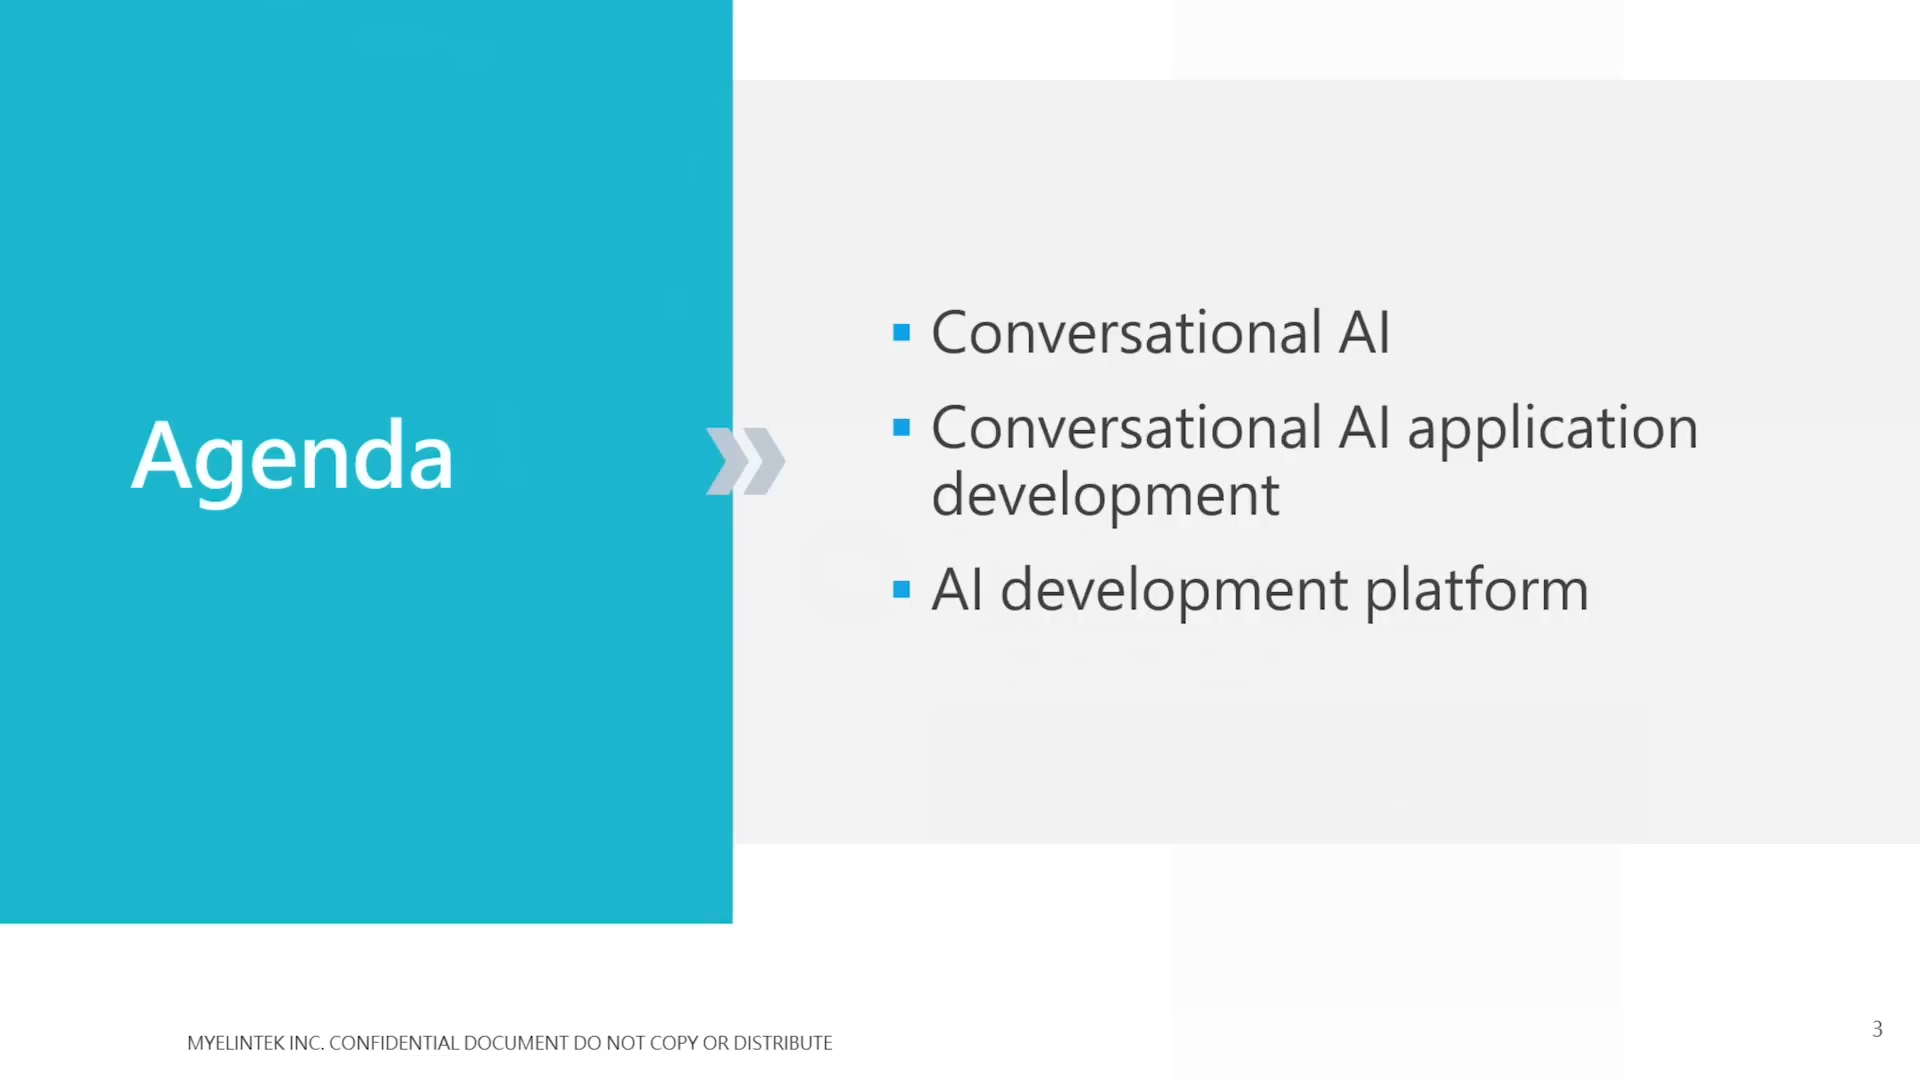 Agenda
Conversational AI
Conversational AI application
development
AI development platform
MYELINTEK INC. CONFIDENTIAL DOCUMENT DO NOT COPY OR DISTRIBUTE
3